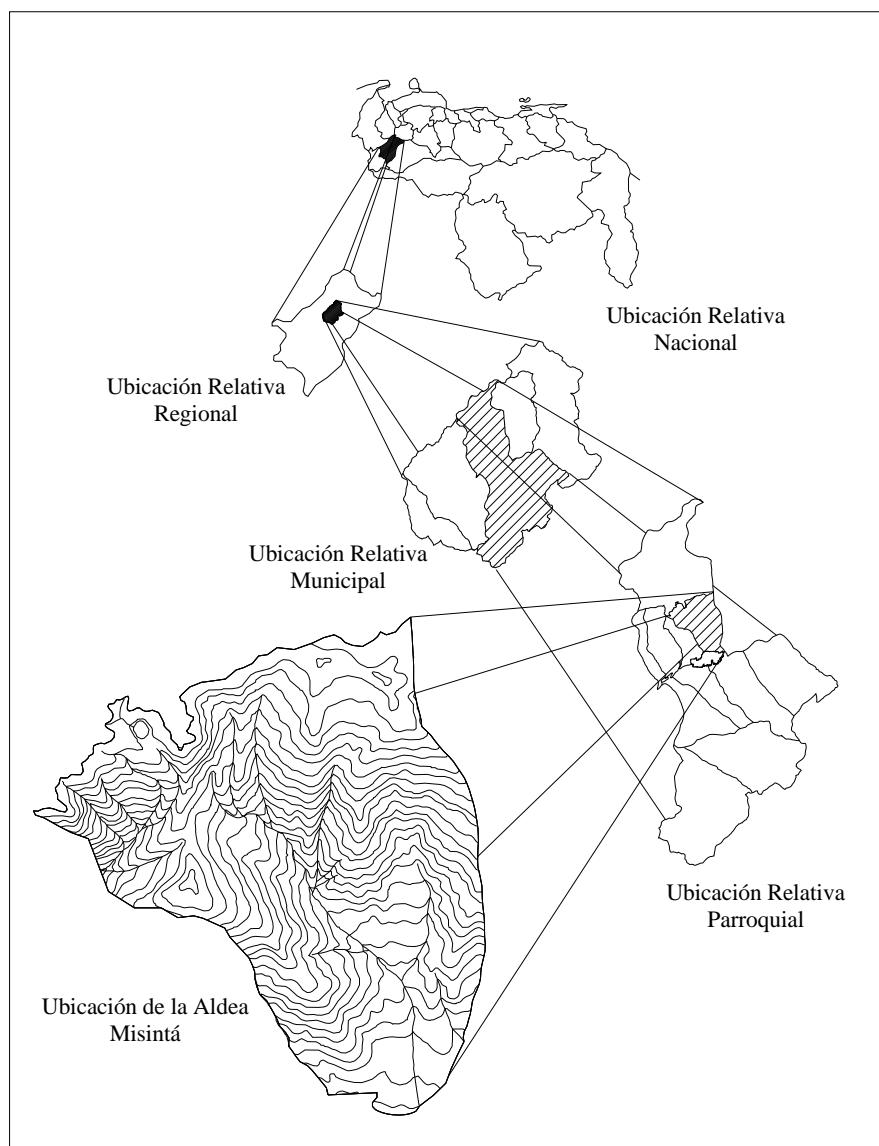 Ubicación Relativa
Nacional
Ubicación Relativa
Regional
Ubicación Relativa
Municipal
Ubicación Relativa
Parroquial
Ubicación de la Aldea
Misintá